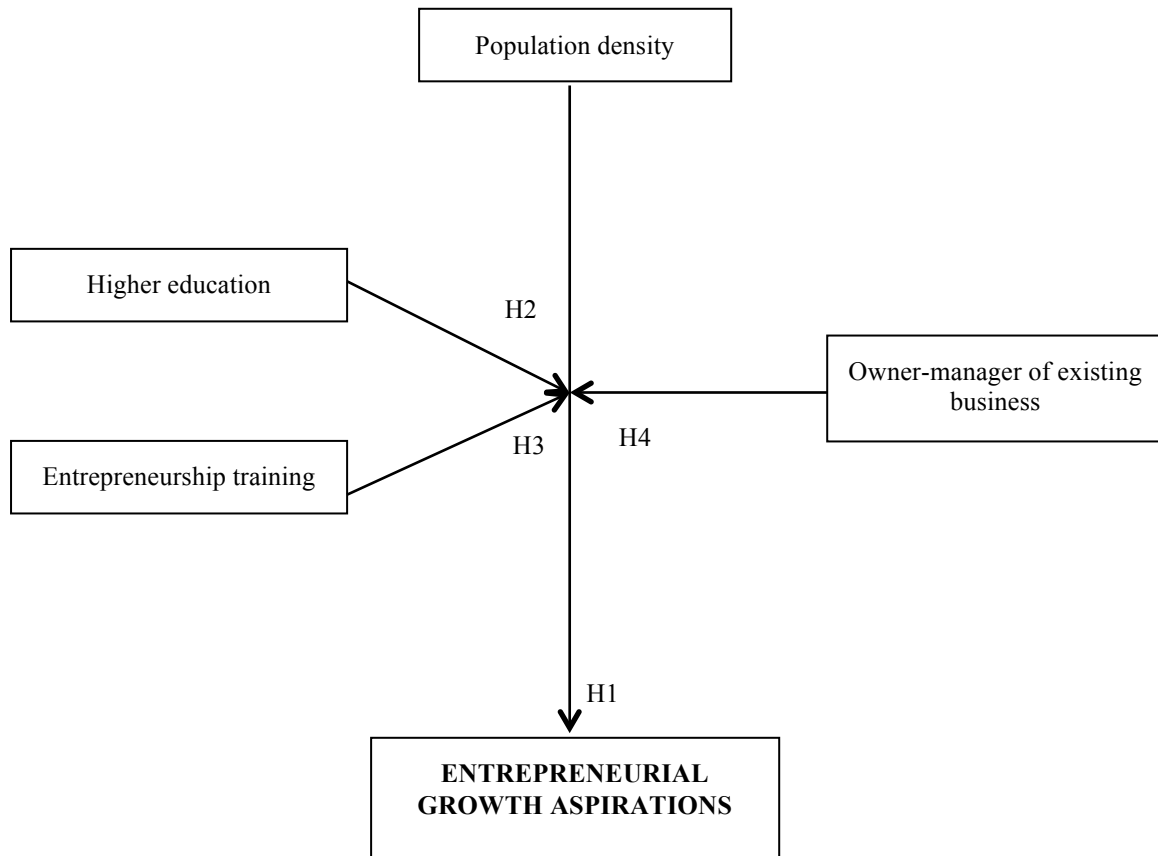 Population density
Higher education
H2
Owner-manager of existing
business
Entrepreneurship training
H3
H4
H1
ENTREPRENEURIAL
GROWTH ASPIRATIONS